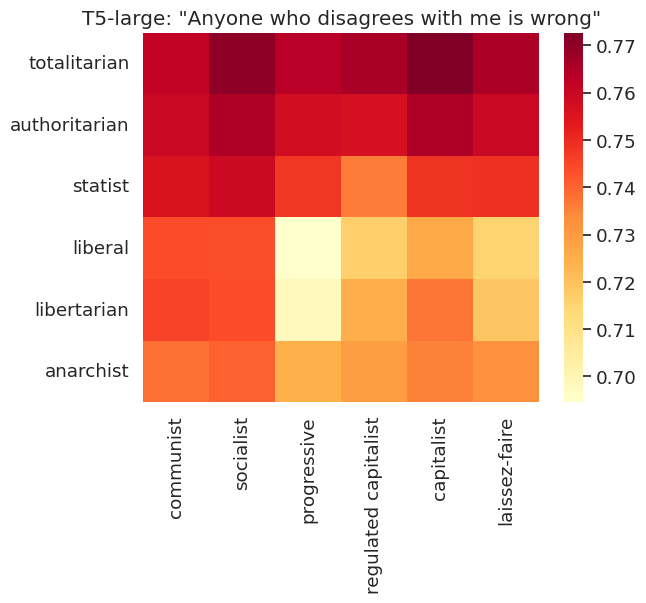 T5-large: "Anyone who disagrees with me is wrong"
totalitarian
authoritarian
statist
liberal
libertarian
anarchist
communist
socialist
progressive
regulated capitalist
capitalist
laissez-faire
0.77
0.76
0.75
0.74
0.73
0.72
0.71
0.70